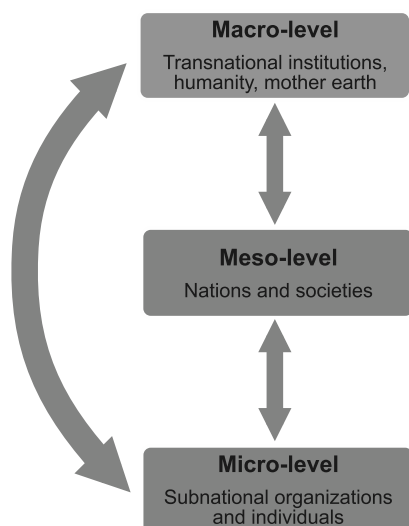 Macro-level
Transnational institutions,
humanity, mother earth
Meso-level
Nations and societies
Micro-level
Subnational organizations
and individuals